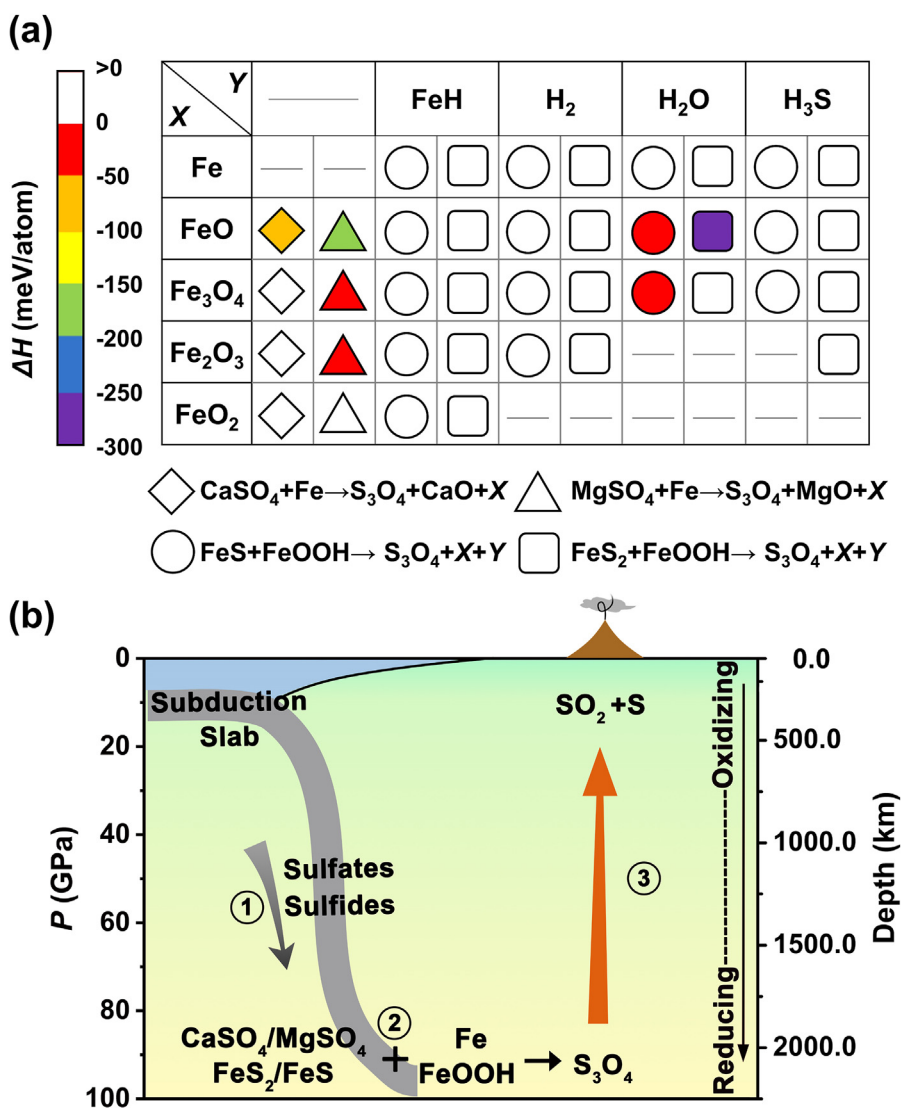 (a)
>0
0
-50
-100
-150
-200
-250
-300
ΔH (meV/atom)
X Y FeH H₂ H₂O H₃S
Fe
FeO
Fe₃O₄
Fe₂O₃
FeO₂
CaSO₄+Fe→S₃O₄+CaO+X
MgSO₄+Fe→S₃O₄+MgO+X
FeS+FeOOH→ S₃O₄+X+Y
FeS₂+FeOOH→ S₃O₄+X+Y
(b)
0
20
40
60
80
100
P (GPa)
Subduction
Slab
1
Sulfates
Sulfides
2
CaSO₄/MgSO₄
FeS₂/FeS
+
Fe
FeOOH
→
S₃O₄
3
SO₂ +S
Oxidizing
Reducing
0.0
500.0
1000.0
1500.0
2000.0
Depth (km)